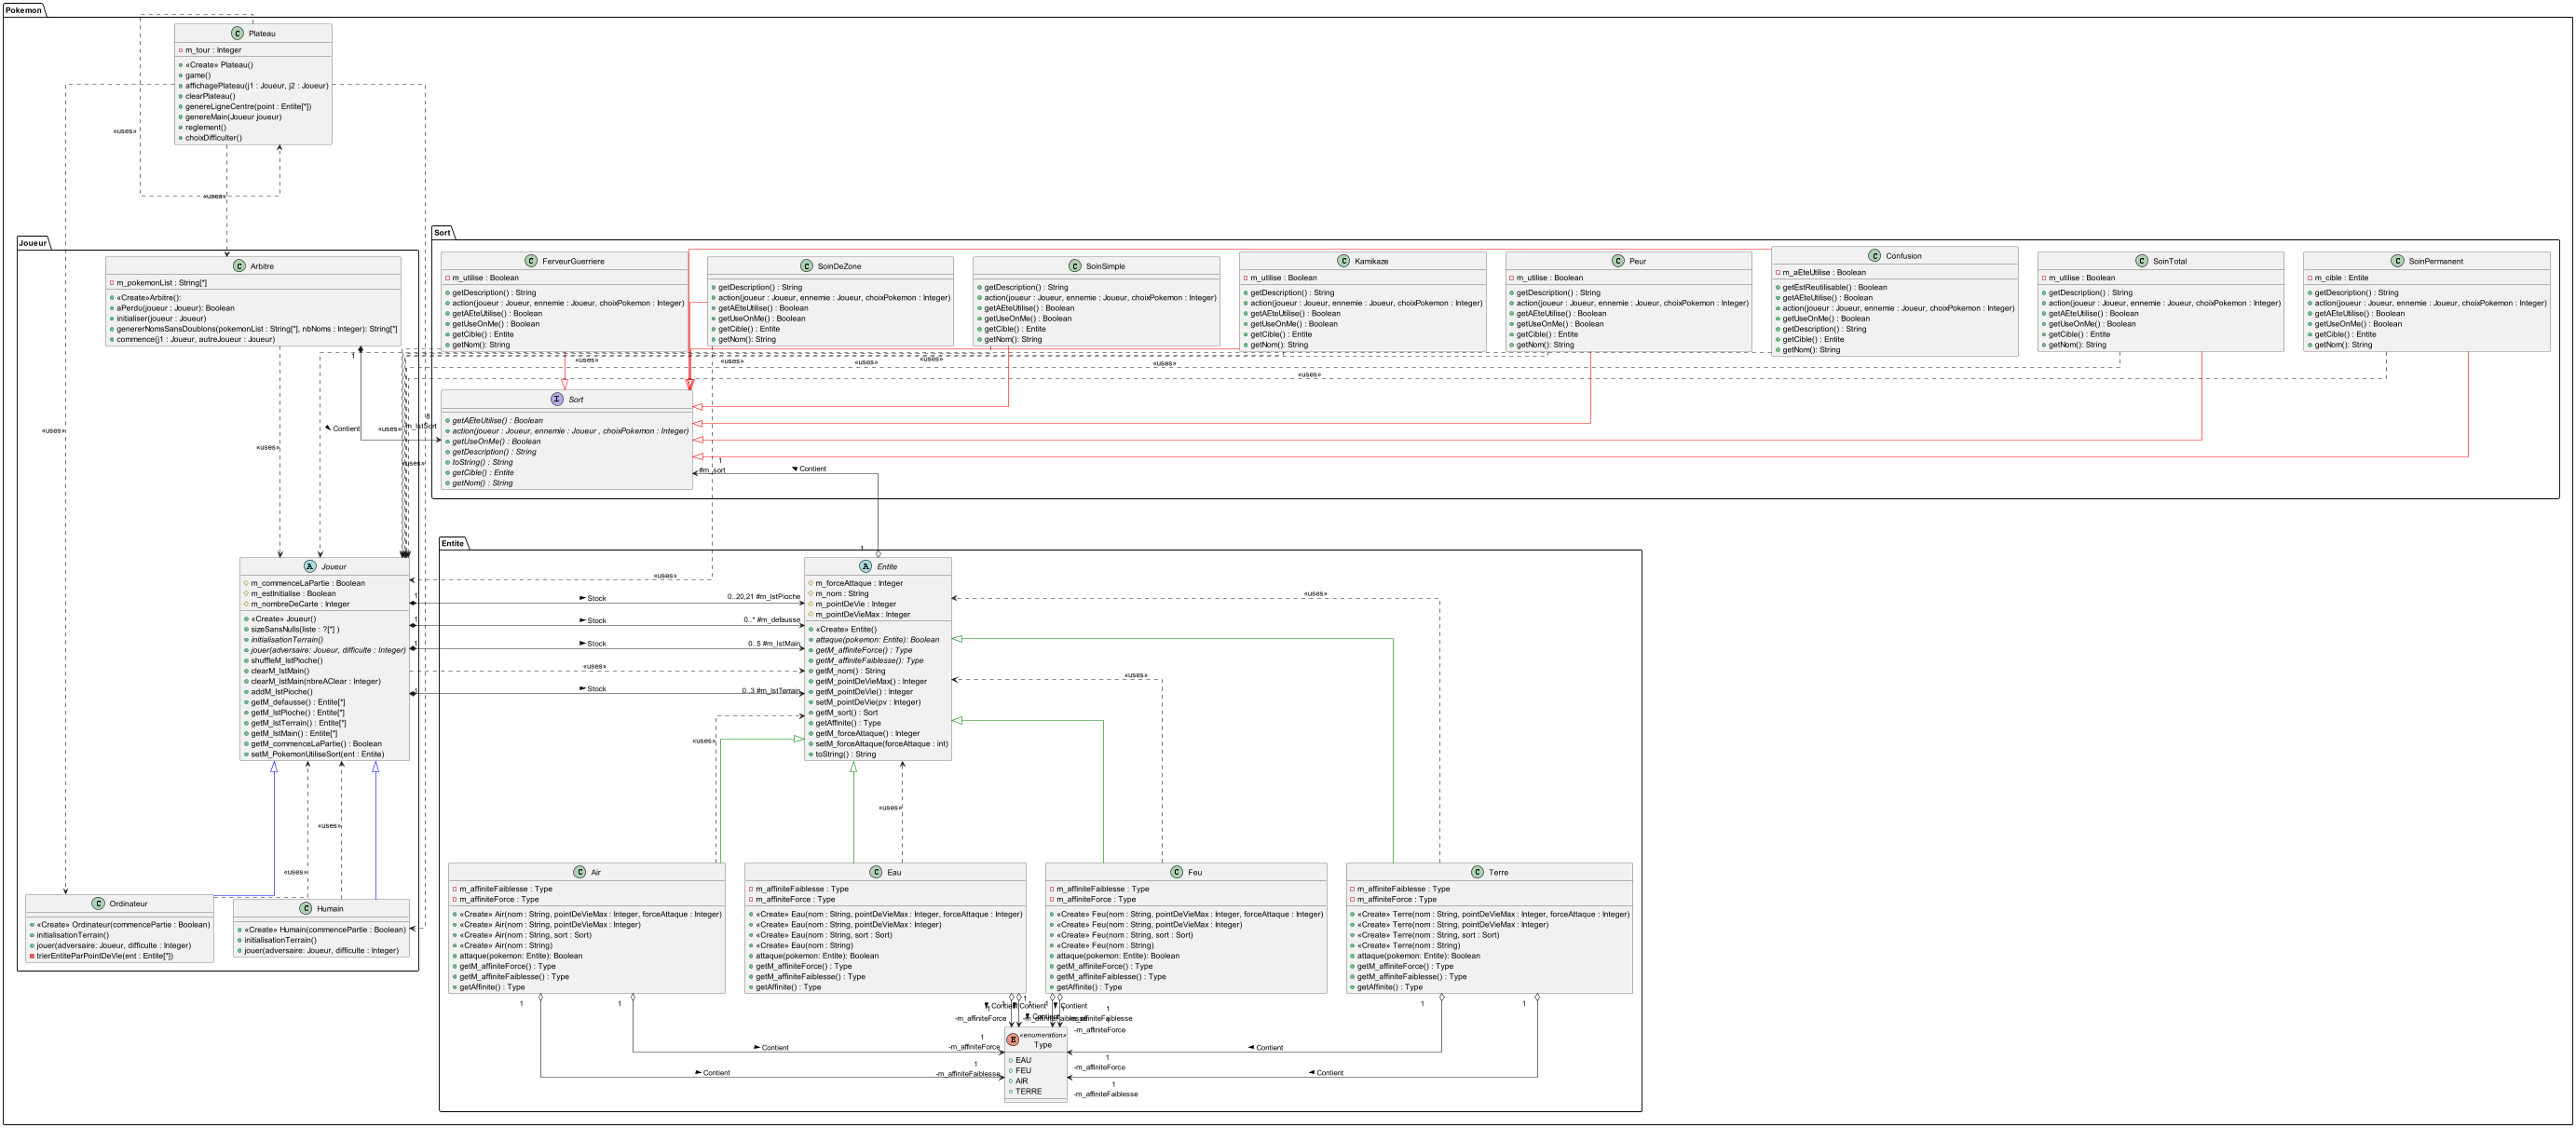 Pokemon
Plateau
m_tour : Integer
«Create» Plateau()
game()
affichagePlateau(j1 : Joueur, j2 : Joueur)
clearPlateau()
genereLigneCentre(point : Entite[*])
genereMain(Joueur joueur)
reglement()
choixDifficulter()
«uses»
«uses»
Joueur
Arbitre
m_pokemonList : String[*]
«Create»Arbitre():
aPerdu(joueur : Joueur): Boolean
initialiser(joueur : Joueur)
genererNomsSansDoublons(pokemonList : String[*], nbNoms : Integer): String[*]
commence(j1 : Joueur, autreJoueur : Joueur)
Sort
FerveurGuerriere
m_utilise : Boolean
getDescription() : String
action(joueur : Joueur, ennemie : Joueur, choixPokemon : Integer)
getAEteUtilise() : Boolean
getUseOnMe() : Boolean
getCible() : Entite
getNom(): String
SoinDeZone
getDescription() : String
action(joueur : Joueur, ennemie : Joueur, choixPokemon : Integer)
getAEteUtilise() : Boolean
getUseOnMe() : Boolean
getCible() : Entite
getNom(): String
SoinSimple
getDescription() : String
action(joueur : Joueur, ennemie : Joueur, choixPokemon : Integer)
getAEteUtilise() : Boolean
getUseOnMe() : Boolean
getCible() : Entite
getNom(): String
Kamikaze
m_utilise : Boolean
getDescription() : String
action(joueur : Joueur, ennemie : Joueur, choixPokemon : Integer)
getAEteUtilise() : Boolean
getUseOnMe() : Boolean
getCible() : Entite
getNom(): String
Peur
m_utilise : Boolean
getDescription() : String
action(joueur : Joueur, ennemie : Joueur, choixPokemon : Integer)
getAEteUtilise() : Boolean
getUseOnMe() : Boolean
getCible() : Entite
getNom(): String
Confusion
m_aEteUtilise : Boolean
getEstReutilisable() : Boolean
getAEteUtilise() : Boolean
action(joueur : Joueur, ennemie : Joueur, choixPokemon : Integer)
getUseOnMe() : Boolean
getDescription() : String
getCible() : Entite
getNom(): String
SoinTotal
m_utilise : Boolean
getDescription() : String
action(joueur : Joueur, ennemie : Joueur, choixPokemon : Integer)
getAEteUtilise() : Boolean
getUseOnMe() : Boolean
getCible() : Entite
getNom(): String
SoinPermanent
m_cible : Entite
getDescription() : String
action(joueur : Joueur, ennemie : Joueur, choixPokemon : Integer)
getAEteUtilise() : Boolean
getUseOnMe() : Boolean
getCible() : Entite
getNom(): String
1
«uses»
«uses»
«uses»
«uses»
«uses»
«uses»
Sort
getAEteUtilise() : Boolean
action(joueur : Joueur, ennemie : Joueur , choixPokemon : Integer)
getUseOnMe() : Boolean
getDescription() : String
toString() : String
getCible() : Entite
getNom() : String
8
m_lstSort
Contient
«uses»
«uses»
«uses»
«uses»
1
#m_sort
Contient
1
Joueur
m_commenceLaPartie : Boolean
m_estInitialise : Boolean
m_nombreDeCarte : Integer
«Create» Joueur()
sizeSansNulls(liste : ?[*] )
initialisationTerrain()
jouer(adversaire: Joueur, difficulte : Integer)
shuffleM_lstPioche()
clearM_lstMain()
clearM_lstMain(nbreAClear : Integer)
addM_lstPioche()
getM_defausse() : Entite[*]
getM_lstPioche() : Entite[*]
getM_lstTerrain() : Entite[*]
getM_lstMain() : Entite[*]
getM_commenceLaPartie() : Boolean
setM_PokemonUtiliseSort(ent : Entite)
«uses»
1
Stock
0..20,21 #m_lstPioche
1
Stock
0..* #m_defausse
1
Stock
0..5 #m_lstMain
«uses»
1
Stock
0..3 #m_lstTerrain
Entite
Entite
m_forceAttaque : Integer
m_nom : String
m_pointDeVie : Integer
m_pointDeVieMax : Integer
«Create» Entite()
attaque(pokemon: Entite): Boolean
getM_affiniteForce() : Type
getM_affiniteFaiblesse(): Type
getM_nom() : String
getM_pointDeVieMax() : Integer
getM_pointDeVie() : Integer
setM_pointDeVie(pv : Integer)
getM_sort() : Sort
getAffinite() : Type
getM_forceAttaque() : Integer
setM_forceAttaque(forceAttaque : int)
toString() : String
«uses»
«uses»
«uses»
«uses»
«uses»
«uses»
Ordinateur
«Create» Ordinateur(commencePartie : Boolean)
initialisationTerrain()
jouer(adversaire: Joueur, difficulte : Integer)
trierEntiteParPointDeVie(ent : Entite[*])
Humain
«Create» Humain(commencePartie : Boolean)
initialisationTerrain()
jouer(adversaire: Joueur, difficulte : Integer)
Air
m_affiniteFaiblesse : Type
m_affiniteForce : Type
«Create» Air(nom : String, pointDeVieMax : Integer, forceAttaque : Integer)
«Create» Air(nom : String, pointDeVieMax : Integer)
«Create» Air(nom : String, sort : Sort)
«Create» Air(nom : String)
attaque(pokemon: Entite): Boolean
getM_affiniteForce() : Type
getM_affiniteFaiblesse() : Type
getAffinite() : Type
Eau
m_affiniteFaiblesse : Type
m_affiniteForce : Type
«Create» Eau(nom : String, pointDeVieMax : Integer, forceAttaque : Integer)
«Create» Eau(nom : String, pointDeVieMax : Integer)
«Create» Eau(nom : String, sort : Sort)
«Create» Eau(nom : String)
attaque(pokemon: Entite): Boolean
getM_affiniteForce() : Type
getM_affiniteFaiblesse() : Type
getAffinite() : Type
Feu
m_affiniteFaiblesse : Type
m_affiniteForce : Type
«Create» Feu(nom : String, pointDeVieMax : Integer, forceAttaque : Integer)
«Create» Feu(nom : String, pointDeVieMax : Integer)
«Create» Feu(nom : String, sort : Sort)
«Create» Feu(nom : String)
attaque(pokemon: Entite): Boolean
getM_affiniteForce() : Type
getM_affiniteFaiblesse() : Type
getAffinite() : Type
Terre
m_affiniteFaiblesse : Type
m_affiniteForce : Type
«Create» Terre(nom : String, pointDeVieMax : Integer, forceAttaque : Integer)
«Create» Terre(nom : String, pointDeVieMax : Integer)
«Create» Terre(nom : String, sort : Sort)
«Create» Terre(nom : String)
attaque(pokemon: Entite): Boolean
getM_affiniteForce() : Type
getM_affiniteFaiblesse() : Type
getAffinite() : Type
1
1
1
1
1
1
Contient
Contient
Contient
-m_affiniteForce
-m_affiniteForce
1
-m_affiniteForce
Contient
1
-m_affiniteFaiblesse
Contient
«enumeration»
Type
EAU
FEU
AIR
TERRE
1
-m_affiniteForce
Contient
1
-m_affiniteFaiblesse
Contient